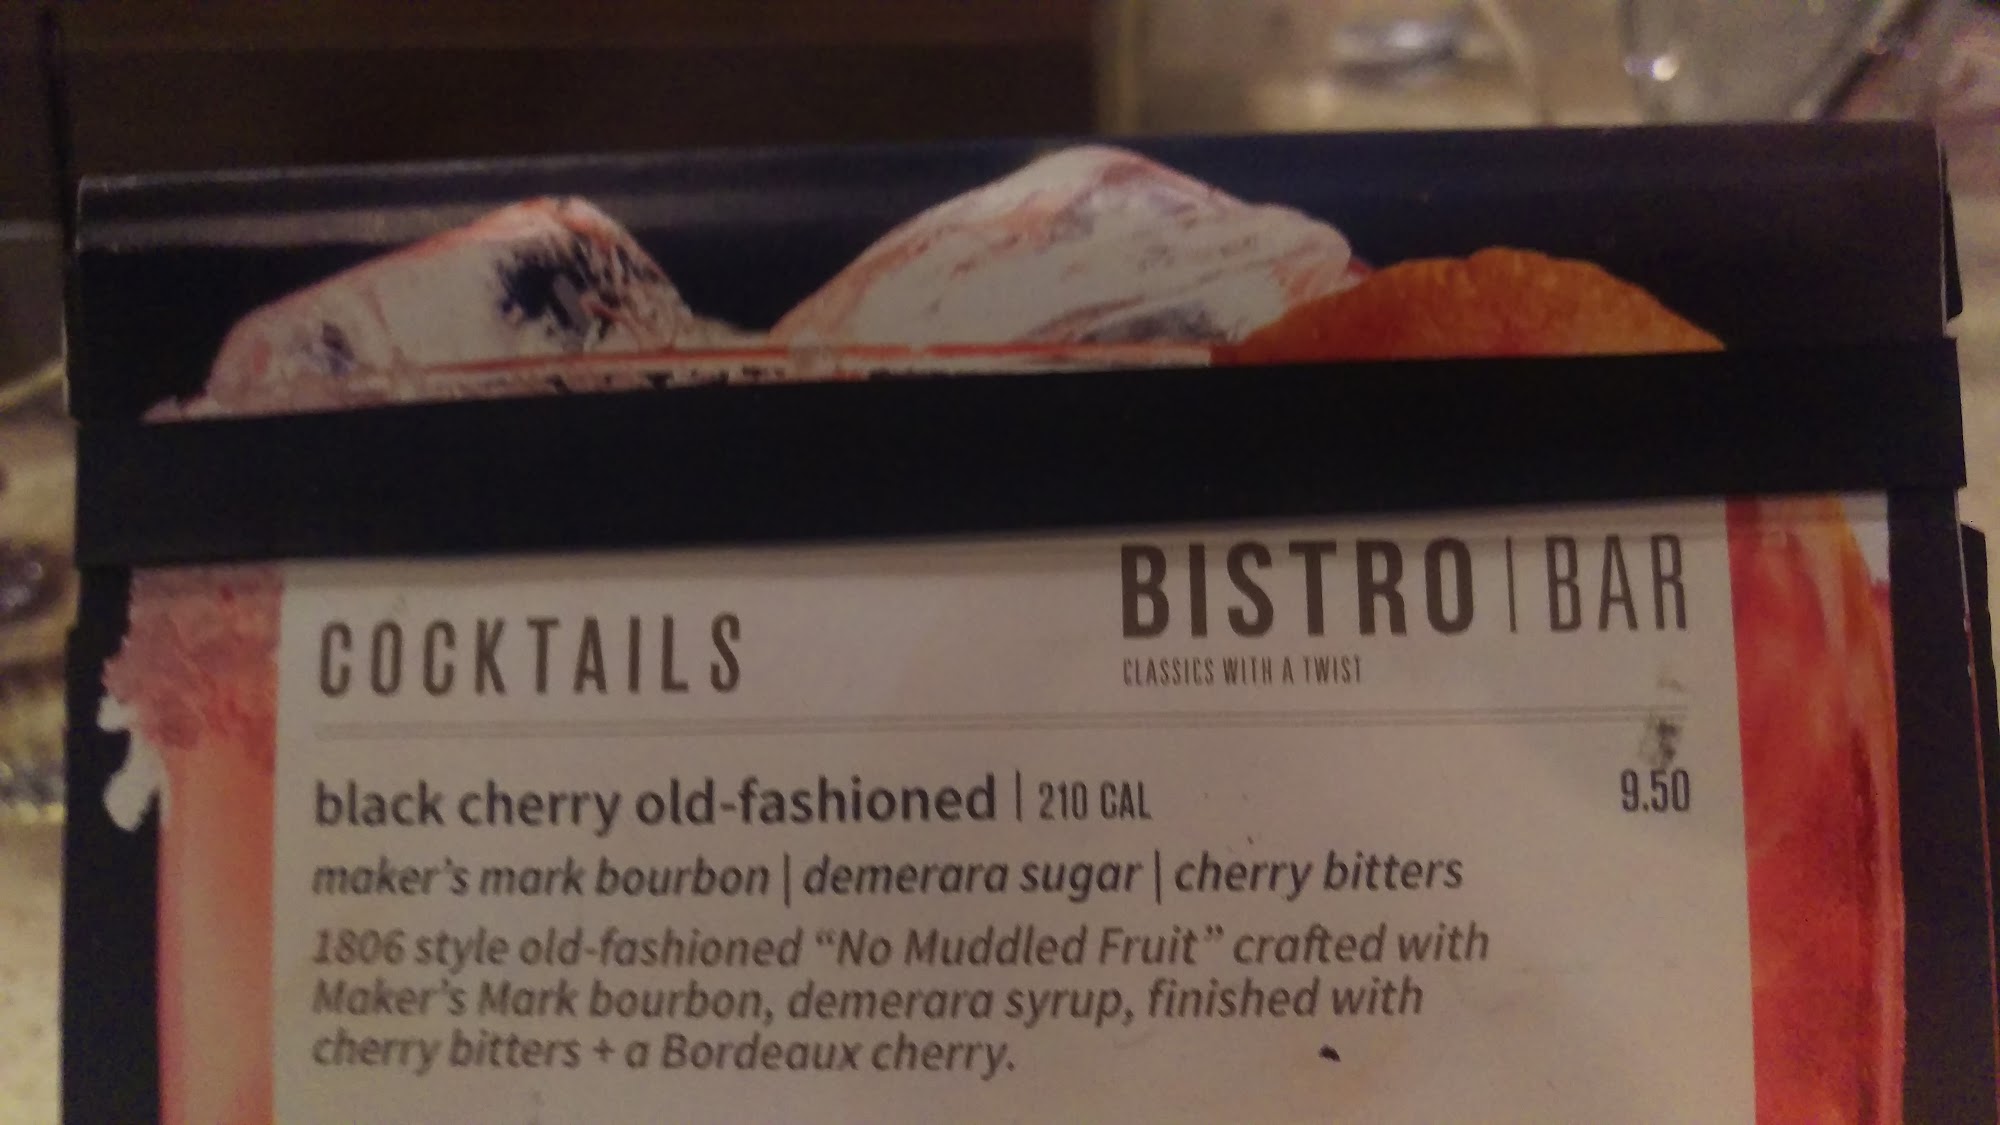 BISTRO | BAR
COCKTAILS
CLASSICS WITH A TWIST
black cherry old-fashioned | 210 CAL 9.50
maker's mark bourbon | demerara sugar | cherry bitters
1806 style old-fashioned “No Muddled Fruit” crafted with
Maker's Mark bourbon, demerara syrup, finished with
cherry bitters + a Bordeaux cherry.